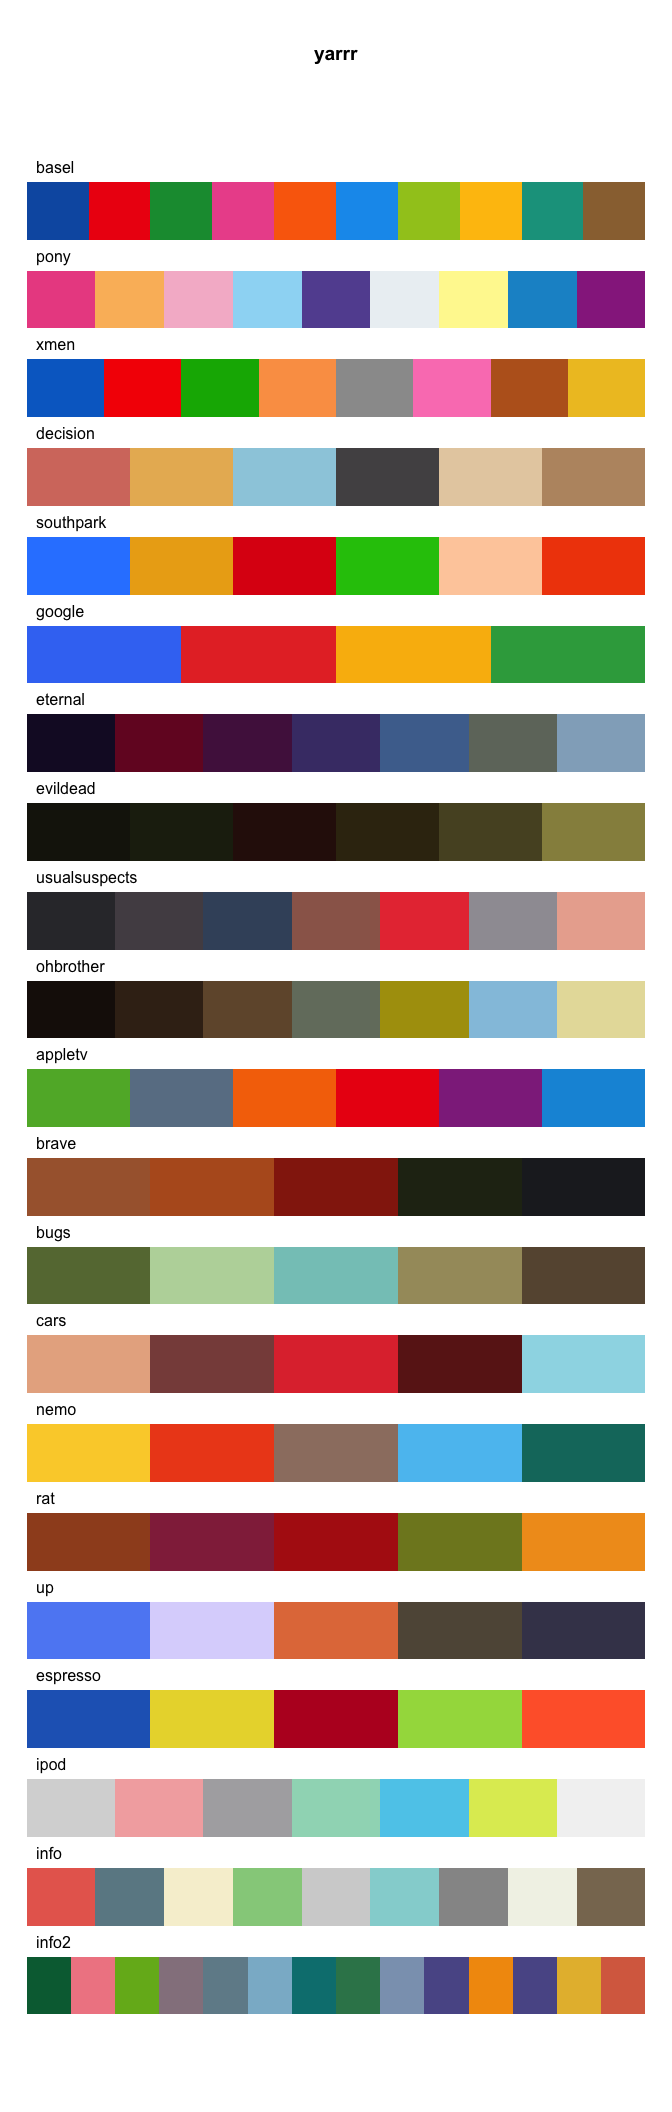 yarrr
basel
pony
xmen
decision
southpark
google
eternal
evildead
usualsuspects
ohbrother
appletv
brave
bugs
cars
nemo
rat
up
espresso
ipod
info
info2